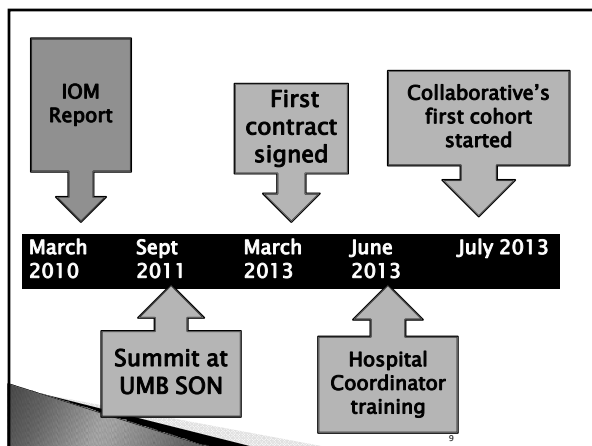 IOM
Report
First
contract
signed
Collaborative's
first cohort
started
March
2010
Sept
2011
March
2013
June
2013
July 2013
Summit at
UMB SON
Hospital
Coordinator
training
9